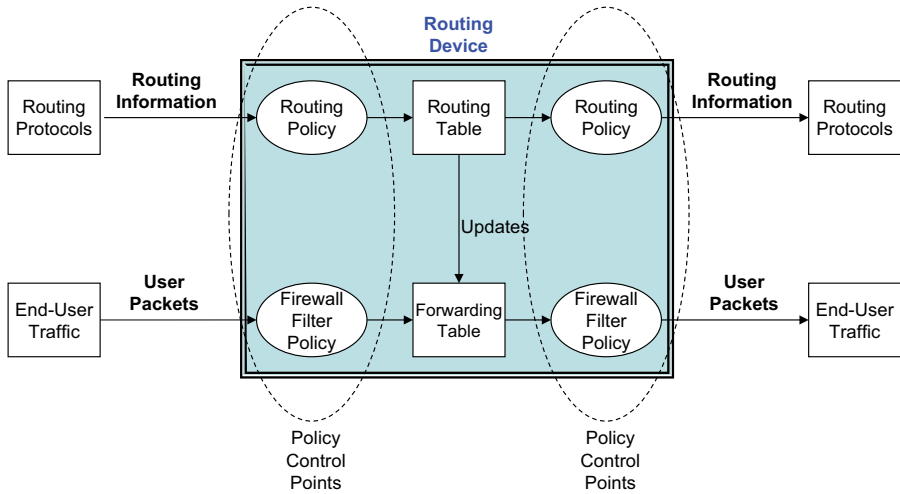 Routing
Device
Routing
Information
Routing
Information
Routing
Protocols
Routing
Policy
Routing
Table
Routing
Policy
Routing
Protocols
Updates
User
Packets
User
Packets
End-User
Traffic
Firewall
Filter
Policy
Forwarding
Table
Firewall
Filter
Policy
End-User
Traffic
Policy
Control
Points
Policy
Control
Points